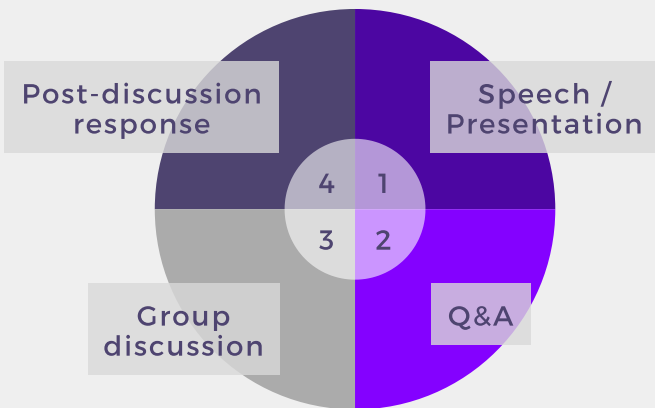 Post-discussion
response
Speech /
Presentation
4
1
3
2
Group
discussion
Q&A